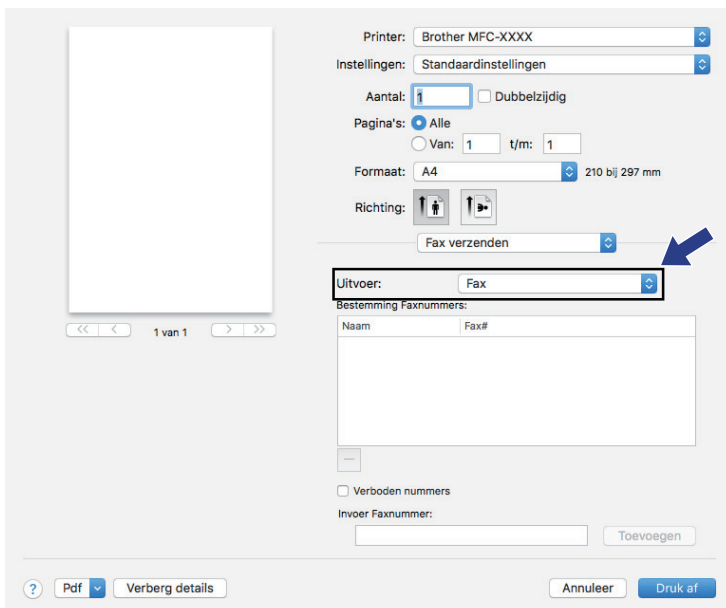 Printer: Brother MFC-XXXX
Instellingen: Standaardinstellingen
Aantal: 1 Dubbelzijdig
Pagina's: Alle
Van: 1 t/m: 1
Formaat: A4 210 bij 297 mm
Richting:
Fax verzenden
Uitvoer: Fax
Bestemming Faxnummers:
Naam Fax#
<< < 1 van 1 > >>
Verboden nummers
Invoer Faxnummer:
Toevoegen
? Pdf Verberg details Annuleer Druk af